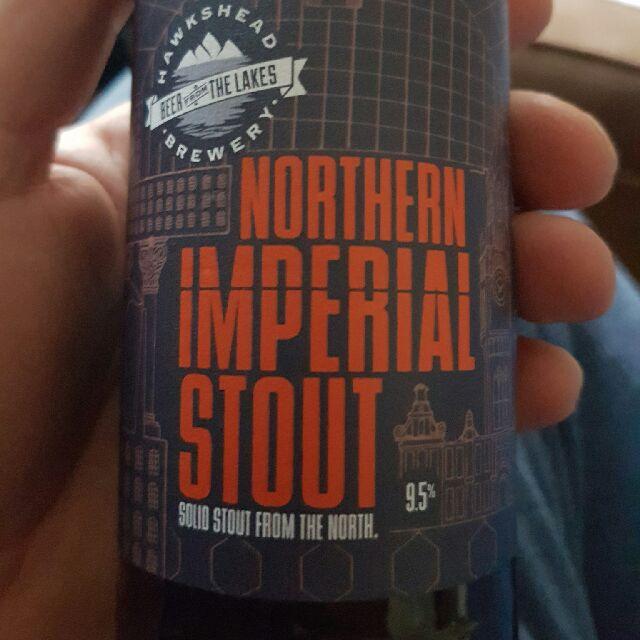 HAWKSHEAD
BEER FROM THE LAKES
BREWERY
NORTHERN
IMPERIAL
STOUT
9.5%
SOLID STOUT FROM THE NORTH.